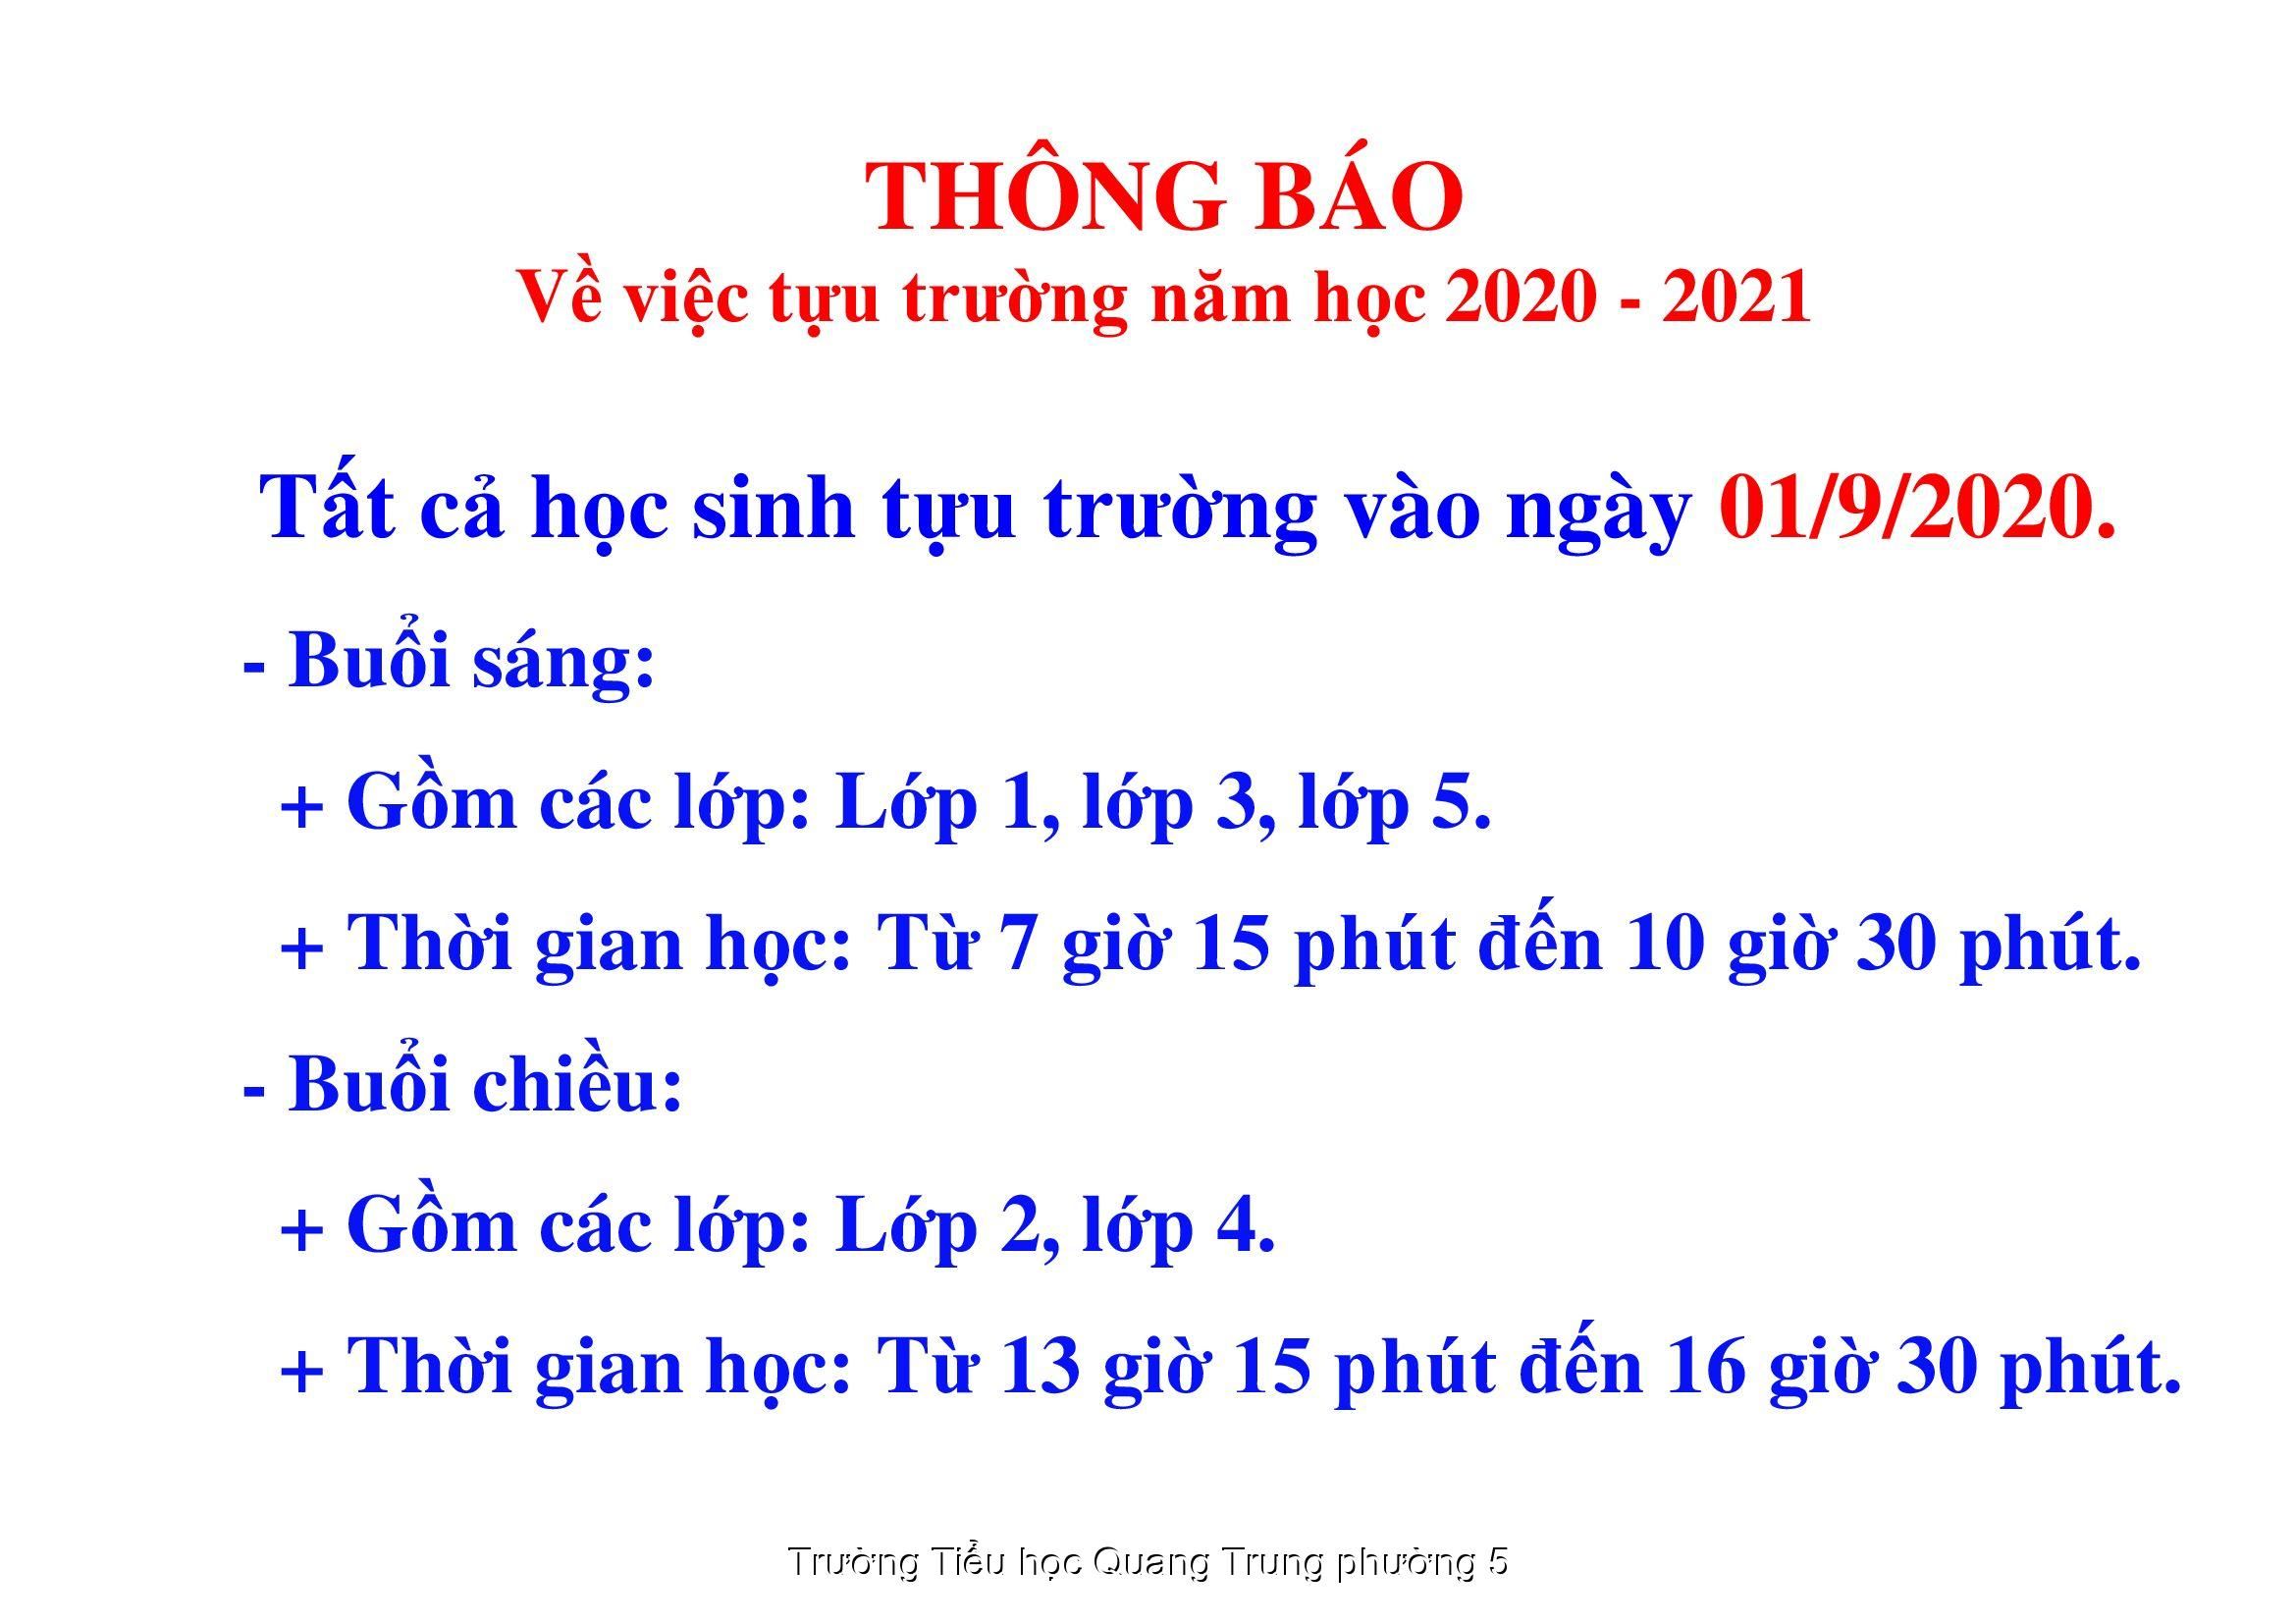 THÔNG BÁO
Về việc tựu trường năm học 2020 - 2021
Tất cả học sinh tựu trường vào ngày 01/9/2020.
- Buổi sáng:
+ Gồm các lớp: Lớp 1, lớp 3, lớp 5.
+ Thời gian học: Từ 7 giờ 15 phút đến 10 giờ 30 phút.
- Buổi chiều:
+ Gồm các lớp: Lớp 2, lớp 4.
+ Thời gian học: Từ 13 giờ 15 phút đến 16 giờ 30 phút.
Trường Tiểu học Quang Trung phường 5